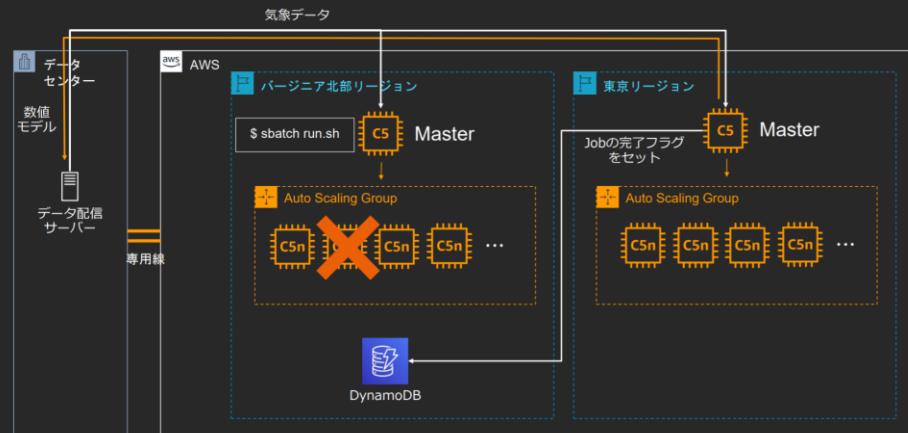 気象データ
データ
センター
aws
AWS
バージニア北部リージョン
東京リージョン
数値
モデル
$ sbatch run.sh
C5
Master
Jobの完了フラグ
をセット
C5
Master
Auto Scaling Group
Auto Scaling Group
データ配信
サーバー
C5n
C5n
C5n
...
C5n
C5n
C5n
C5n
...
専用線
DynamoDB